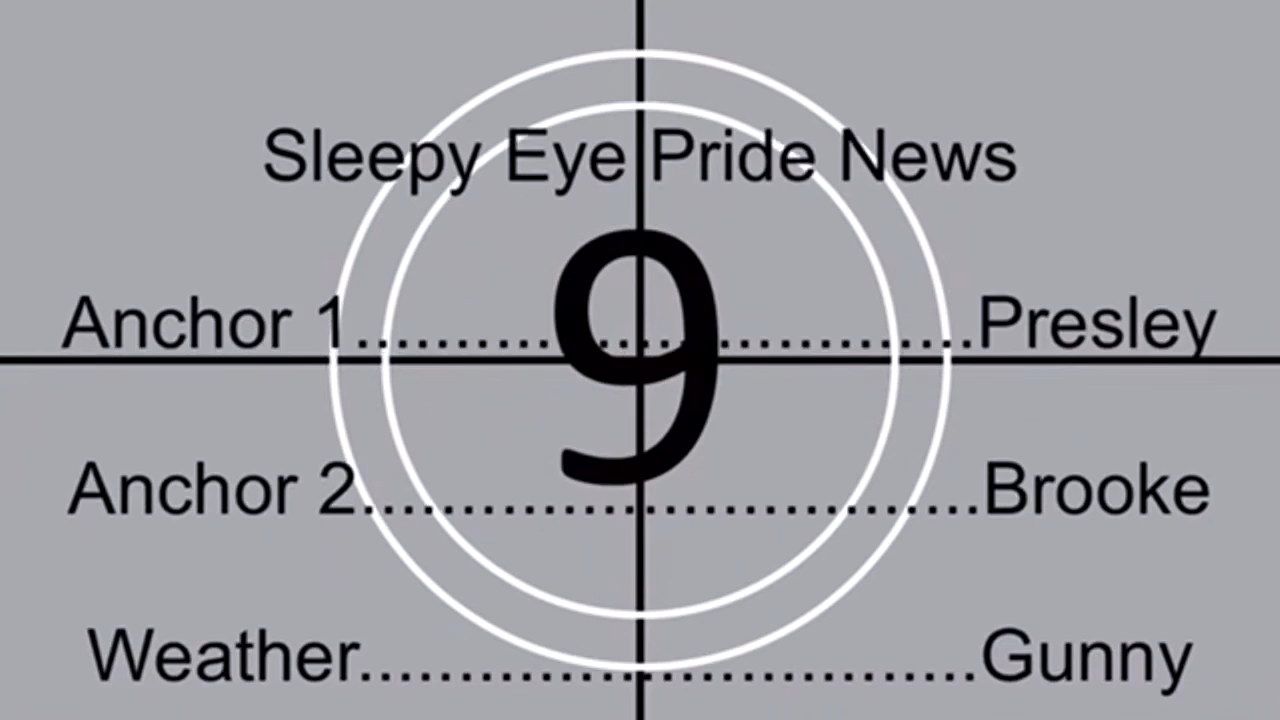 Sleepy Eye Pride News
9
Anchor 1...............................Presley
Anchor 2...............................Brooke
Weather...............................Gunny